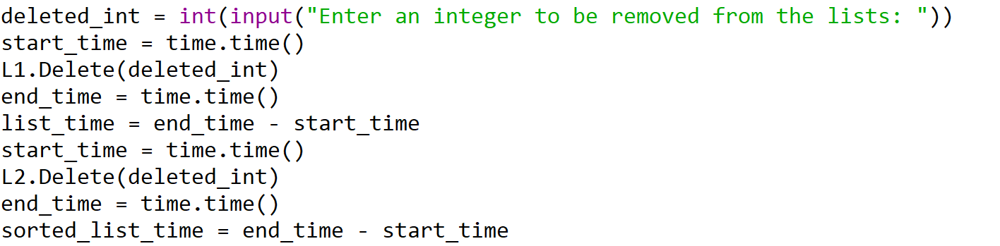 deleted_int = int(input("Enter an integer to be removed from the lists: "))
start_time = time.time()
L1.Delete(deleted_int)
end_time = time.time()
list_time = end_time - start_time
start_time = time.time()
L2.Delete(deleted_int)
end_time = time.time()
sorted_list_time = end_time - start_time